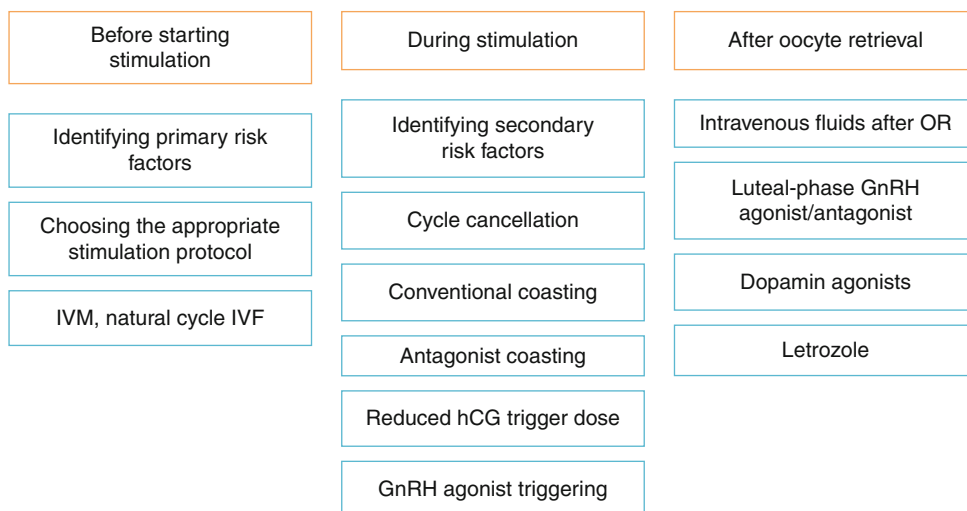 Before starting
stimulation
Identifying primary risk
factors
Choosing the appropriate
stimulation protocol
IVM, natural cycle IVF
During stimulation
Identifying secondary
risk factors
Cycle cancellation
Conventional coasting
Antagonist coasting
Reduced hCG trigger dose
GnRH agonist triggering
After oocyte retrieval
Intravenous fluids after OR
Luteal-phase GnRH
agonist/antagonist
Dopamin agonists
Letrozole